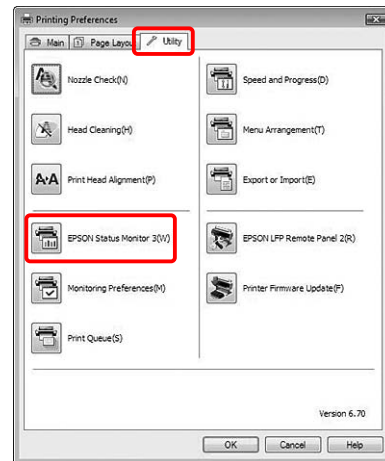 Printing Preferences
Main Page Layou Utility
Nozzle Check(N)
Speed and Progress(D)
Head Cleaning(H)
Menu Arrangement(T)
Print Head Alignment(P)
Export or Import(E)
EPSON Status Monitor 3(W)
EPSON LFP Remote Panel 2(R)
Monitoring Preferences(M)
Printer Firmware Update(F)
Print Queue(S)
Version 6.70
OK Cancel Help